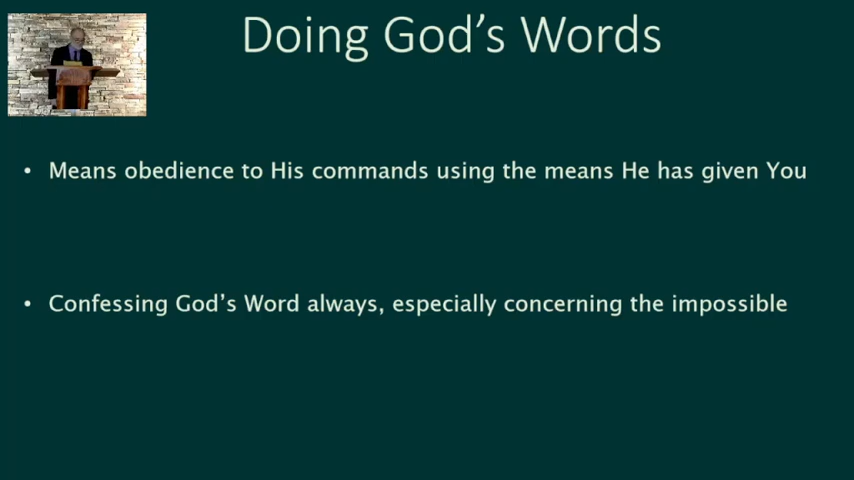 Doing God’s Words
• Means obedience to His commands using the means He has given You
• Confessing God’s Word always, especially concerning the impossible